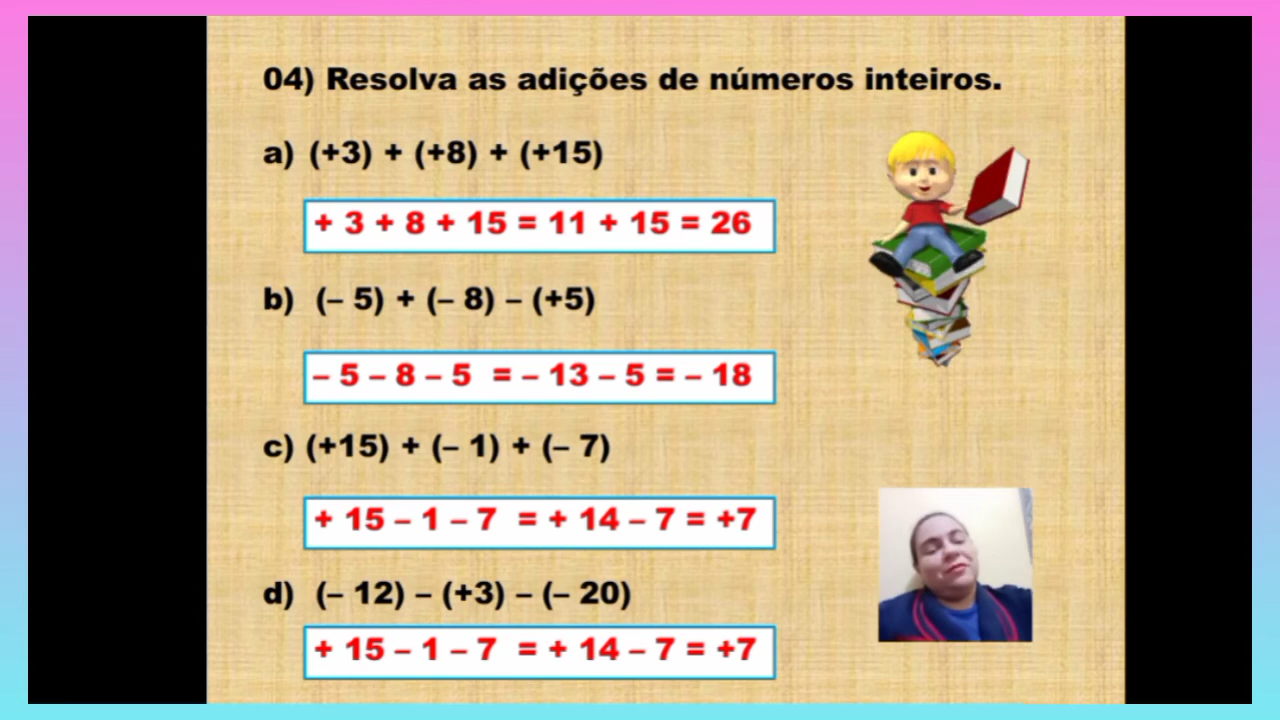 04) Resolva as adições de números inteiros.
a) (+3) + (+8) + (+15)
+ 3 + 8 + 15 = 11 + 15 = 26
b) (– 5) + (– 8) – (+5)
– 5 – 8 – 5 = – 13 – 5 = – 18
c) (+15) + (– 1) + (– 7)
+ 15 – 1 – 7 = + 14 – 7 = +7
d) (– 12) – (+3) – (– 20)
+ 15 – 1 – 7 = + 14 – 7 = +7